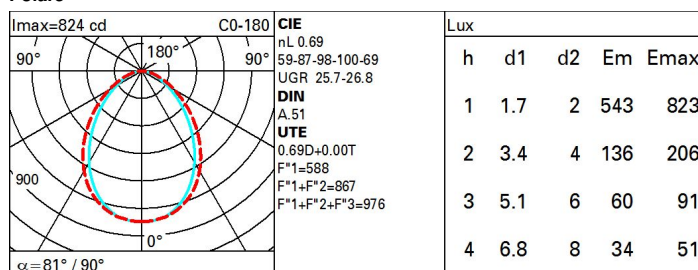 Imax=824 cd C0-180
90° 180° 90°
900
0°
α=81° / 90°
CIE
nL 0.69
59-87-98-100-69
UGR 25.7-26.8
DIN
A.51
UTE
0.69D+0.00T
F"1=588
F"1+F"2=867
F"1+F"2+F"3=976
Lux
h d1 d2 Em Emax
1 1.7 2 543 823
2 3.4 4 136 206
3 5.1 6 60 91
4 6.8 8 34 51